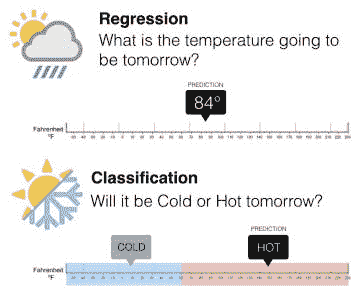 Regression
What is the temperature going to
be tomorrow?
PREDICTION
84°
Fahrenheit
°F
Classification
Will it be Cold or Hot tomorrow?
PREDICTION
COLD
HOT
Fahrenheit
°F